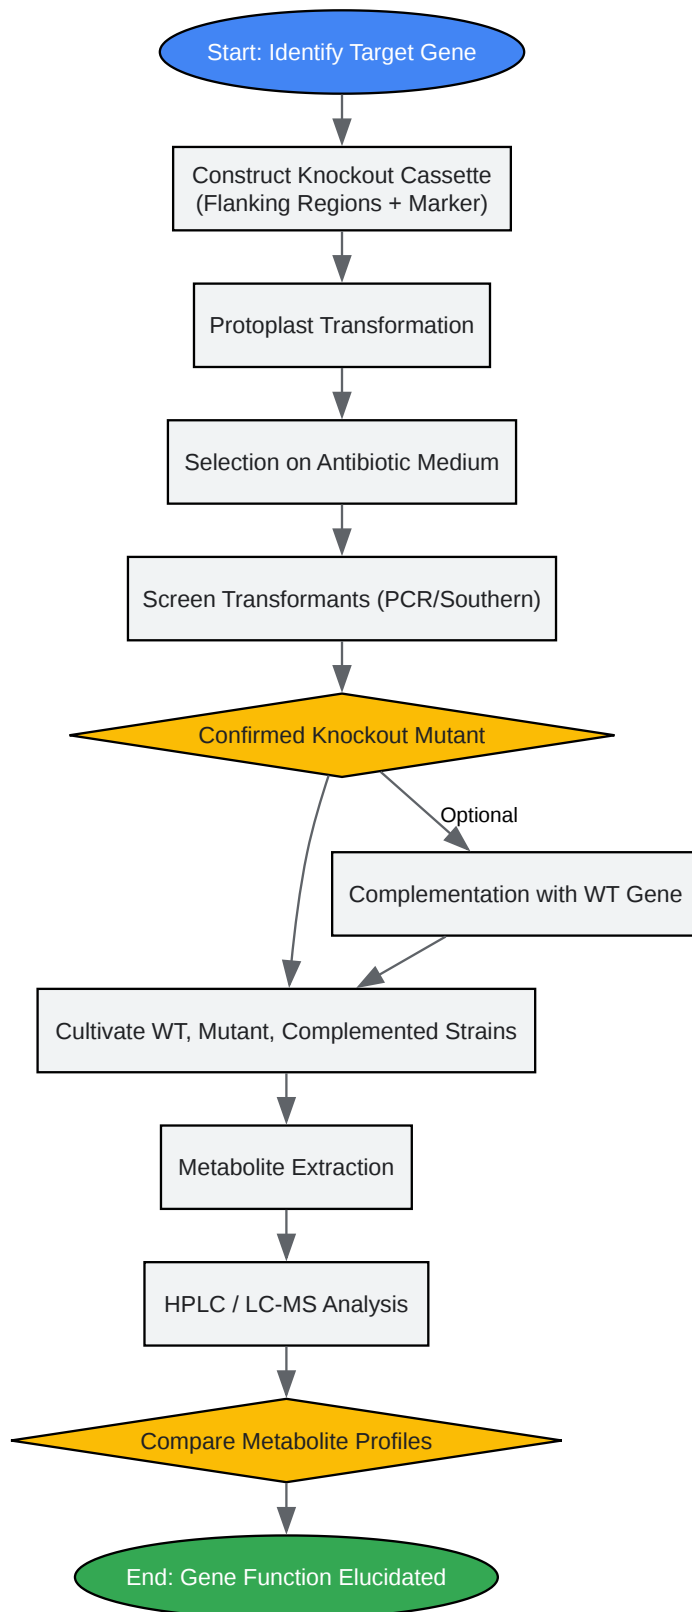 Start: Identify Target Gene
Construct Knockout Cassette
(Flanking Regions + Marker)
Protoplast Transformation
Selection on Antibiotic Medium
Screen Transformants (PCR/Southern)
Confirmed Knockout Mutant
Optional
Complementation with WT Gene
Cultivate WT, Mutant, Complemented Strains
Metabolite Extraction
HPLC / LC-MS Analysis
Compare Metabolite Profiles
End: Gene Function Elucidated